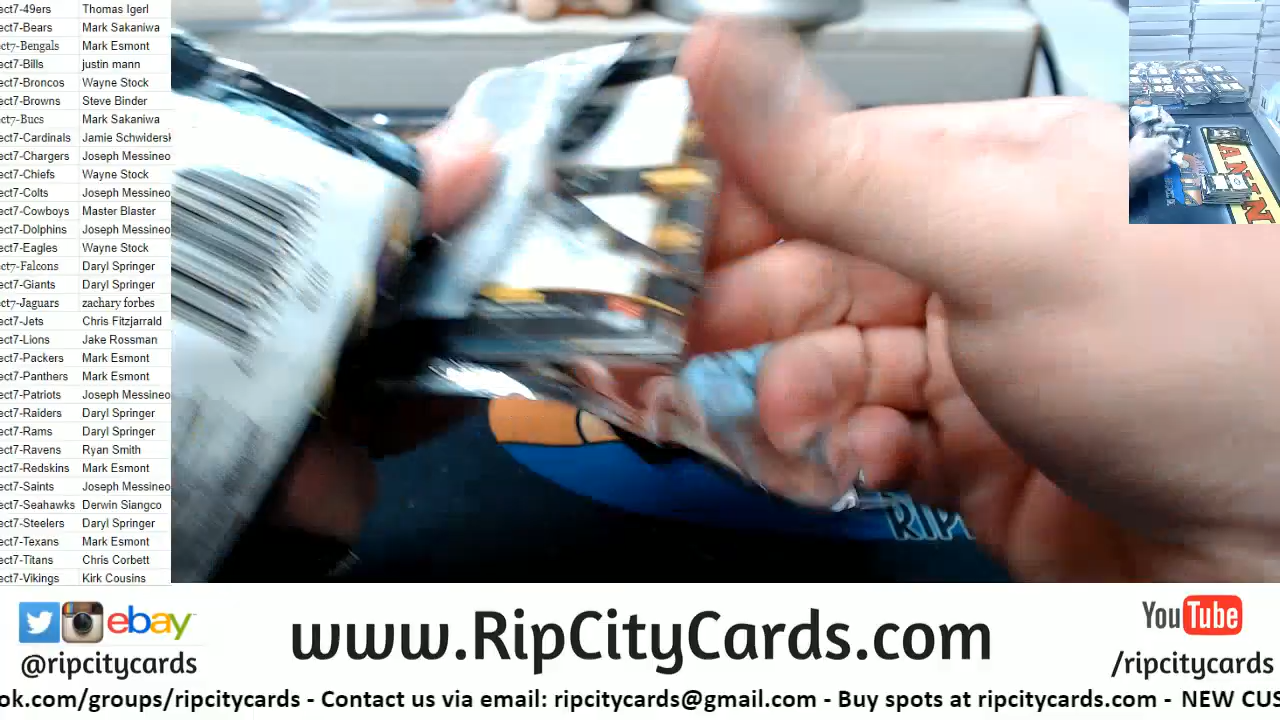 ect7-49ers Thomas Igerl
ect7-Bears Mark Sakaniwa
ect7-Bengals Mark Esmont
ect7-Bills justin mann
ect7-Broncos Wayne Stock
ect7-Browns Steve Binder
ect7-Bucs Mark Sakaniwa
ect7-Cardinals Jamie Schwidersk
ect7-Chargers Joseph Messineo
ect7-Chiefs Wayne Stock
ect7-Colts Joseph Messineo
ect7-Cowboys Master Blaster
ect7-Dolphins Joseph Messineo
ect7-Eagles Wayne Stock
ect7-Falcons Daryl Springer
ect7-Giants Daryl Springer
ect7-Jaguars zachary forbes
ect7-Jets Chris Fitzjarrald
ect7-Lions Jake Rossman
ect7-Packers Mark Esmont
ect7-Panthers Mark Esmont
ect7-Patriots Joseph Messineo
ect7-Raiders Daryl Springer
ect7-Rams Daryl Springer
ect7-Ravens Ryan Smith
ect7-Redskins Mark Esmont
ect7-Saints Joseph Messineo
ect7-Seahawks Derwin Siangco
ect7-Steelers Daryl Springer
ect7-Texans Mark Esmont
ect7-Titans Chris Corbett
ect7-Vikings Kirk Cousins
RIP
ANIN
ebay
@ripcitycards
www.RipCityCards.com
YouTube
/ripcitycards
ok.com/groups/ripcitycards - Contact us via email: ripcitycards@gmail.com - Buy spots at ripcitycards.com - NEW CUS